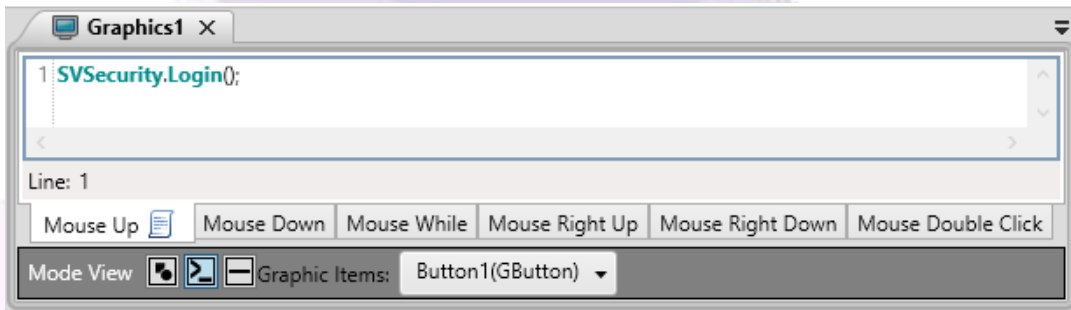 Graphics1
1 SVSecurity.Login();
Line: 1
Mouse Up Mouse Down Mouse While Mouse Right Up Mouse Right Down Mouse Double Click
Mode View Graphic Items: Button1(GButton)